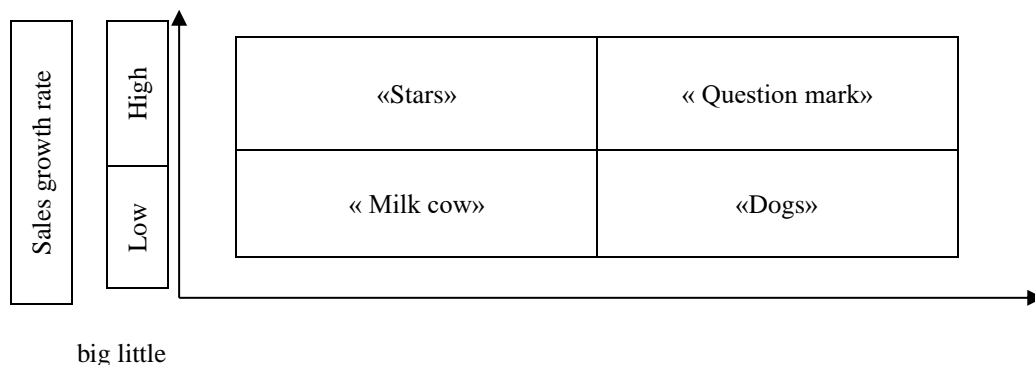 Sales growth rate
High
«Stars»
« Question mark»
Low
« Milk cow»
«Dogs»
big little